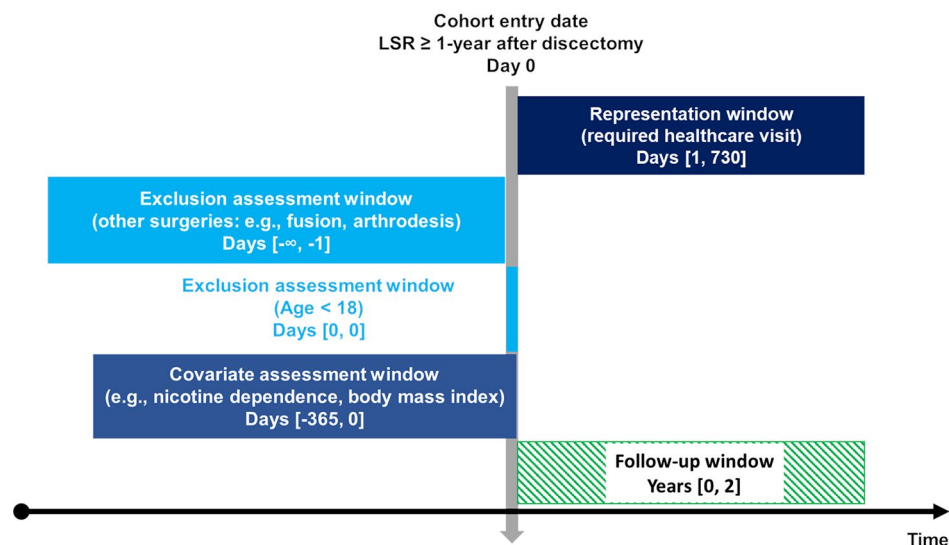 Cohort entry date
LSR ≥ 1-year after discectomy
Day 0
Representation window
(required healthcare visit)
Days [1, 730]
Exclusion assessment window
(other surgeries: e.g., fusion, arthrodesis)
Days [-∞, -1]
Exclusion assessment window
(Age < 18)
Days [0, 0]
Covariate assessment window
(e.g., nicotine dependence, body mass index)
Days [-365, 0]
Follow-up window
Years [0, 2]
Time